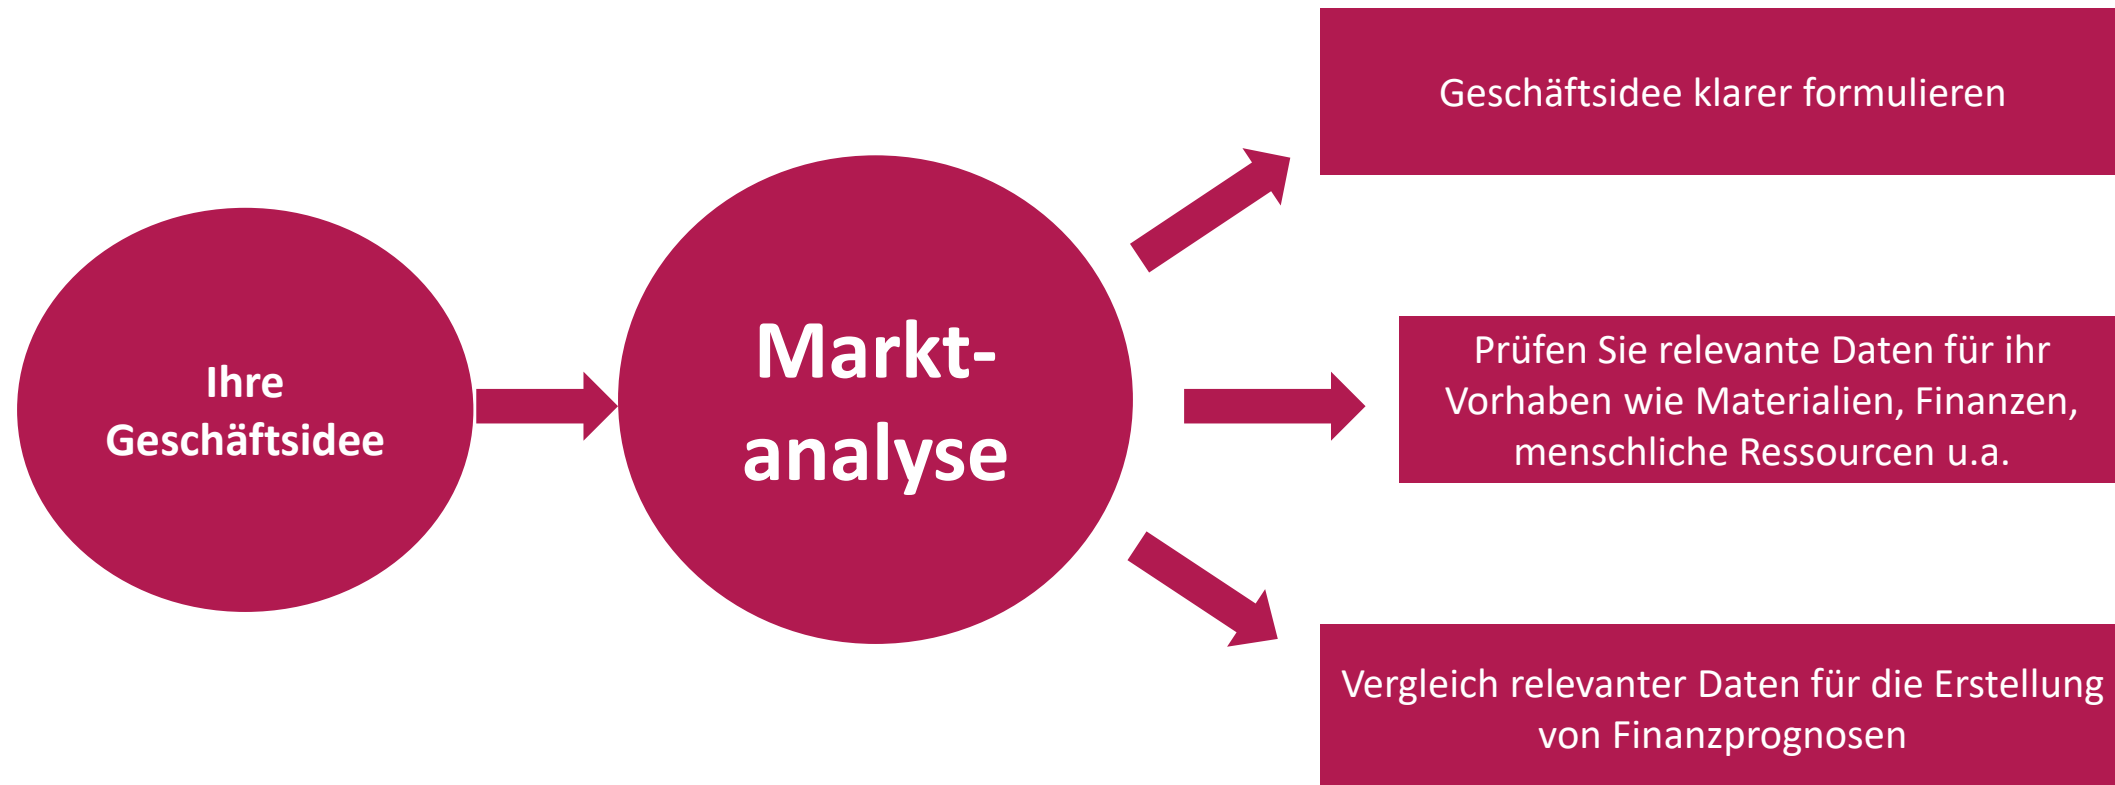 Ihre
Geschäftsidee
Markt-
analyse
Geschäftsidee klarer formulieren
Prüfen Sie relevante Daten für ihr
Vorhaben wie Materialien, Finanzen,
menschliche Ressourcen u.a.
Vergleich relevanter Daten für die Erstellung
von Finanzprognosen